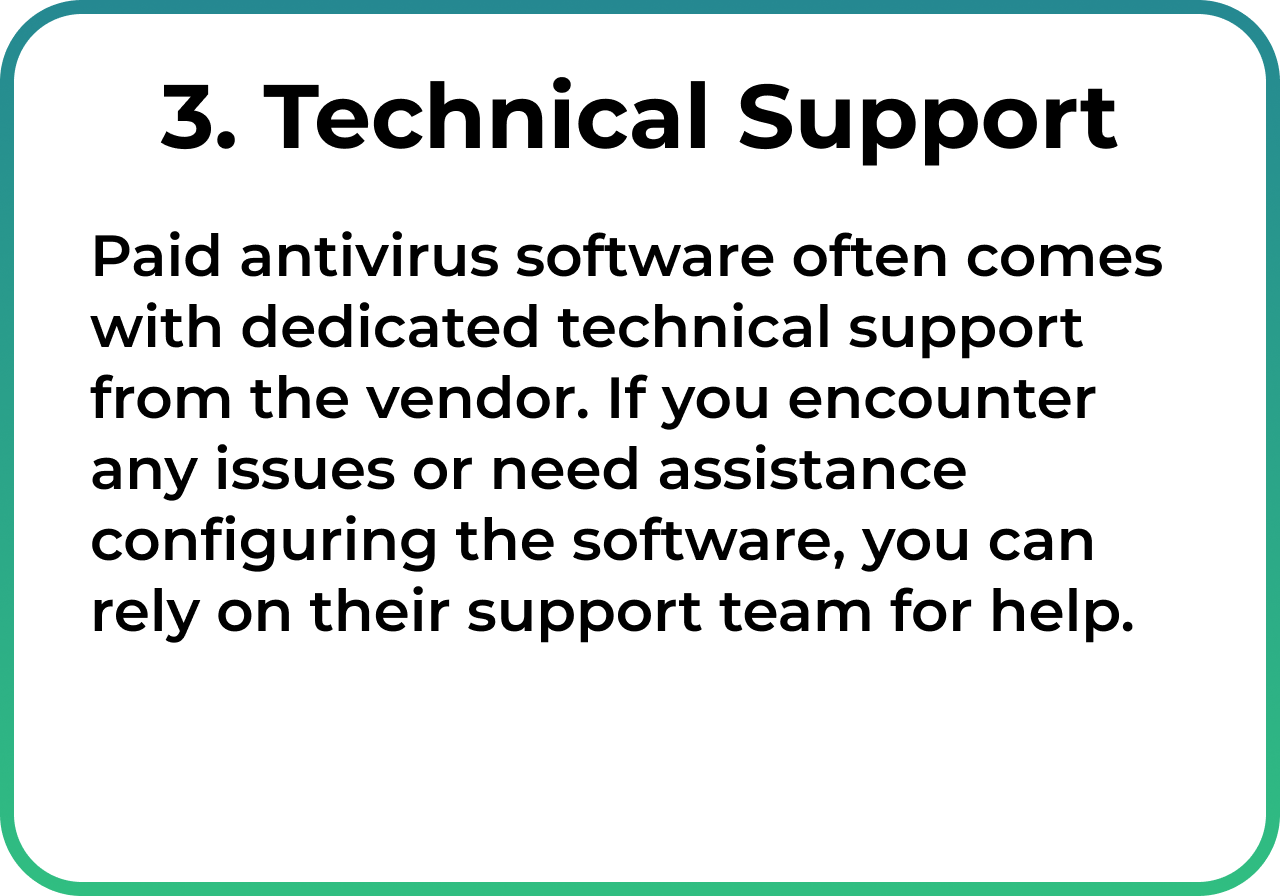 3. Technical Support
Paid antivirus software often comes
with dedicated technical support
from the vendor. If you encounter
any issues or need assistance
configuring the software, you can
rely on their support team for help.